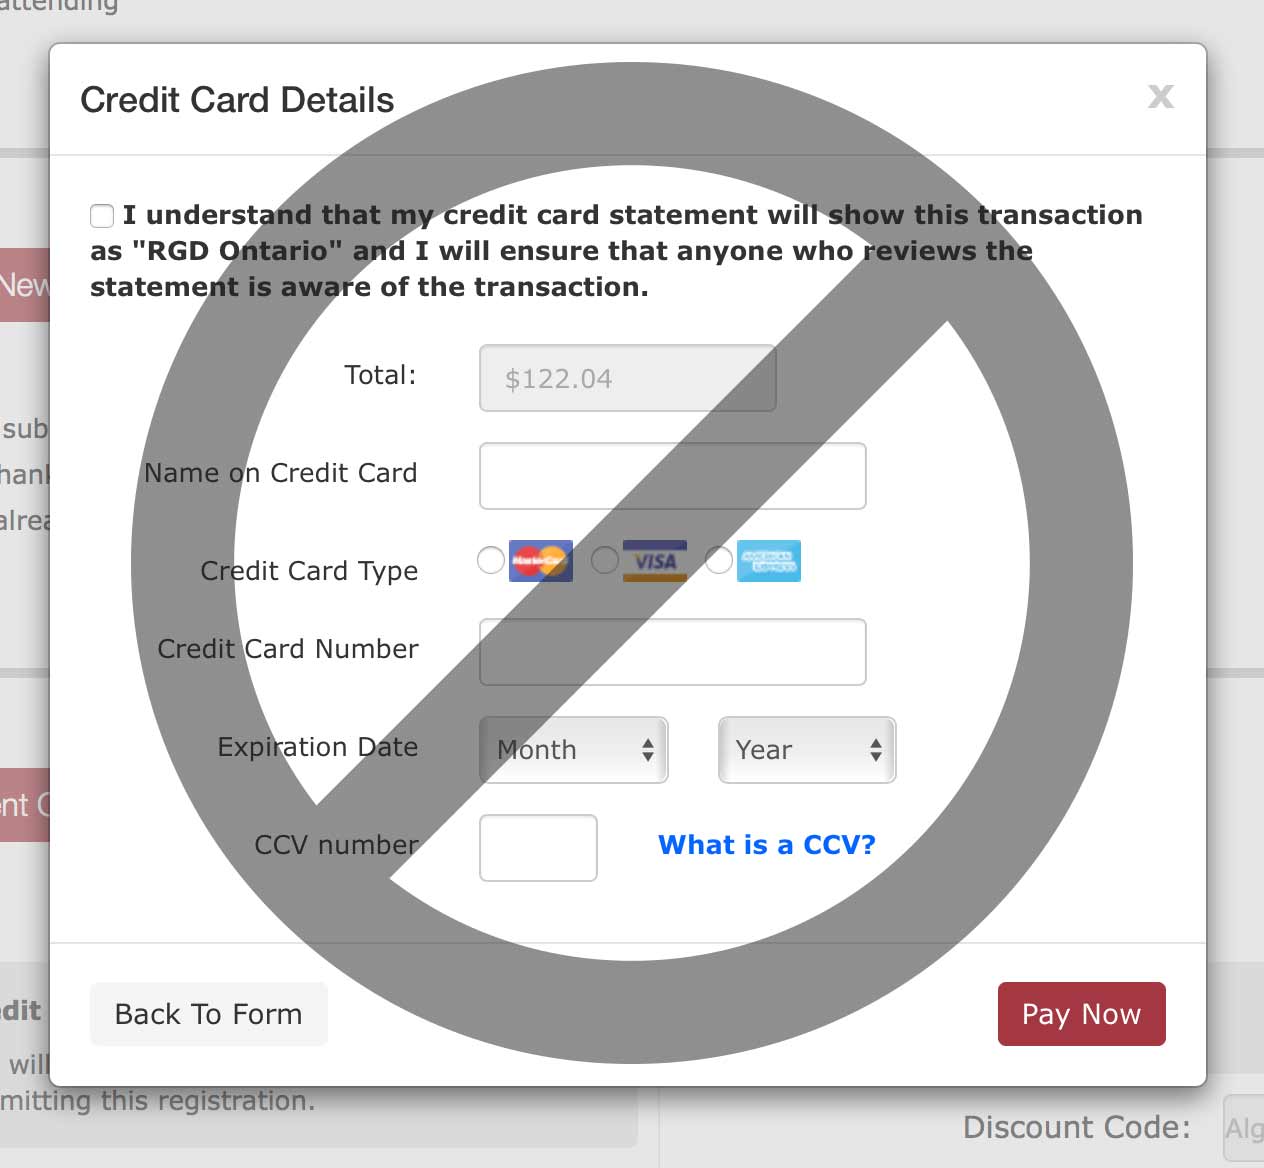 attending
Credit Card Details
X
I understand that my credit card statement will show this transaction
as "RGD Ontario" and I will ensure that anyone who reviews the
statement is aware of the transaction.
New
Total:
$122.04
sub
hank
alrea
Name on Credit Card
Credit Card Type
MasterCard
VISA
AMERICAN
EXPRESS
Credit Card Number
Expiration Date
Month
Year
ent C
CCV number
What is a CCV?
Back To Form
Pay Now
edit
will
mitting this registration.
Discount Code:
Alg